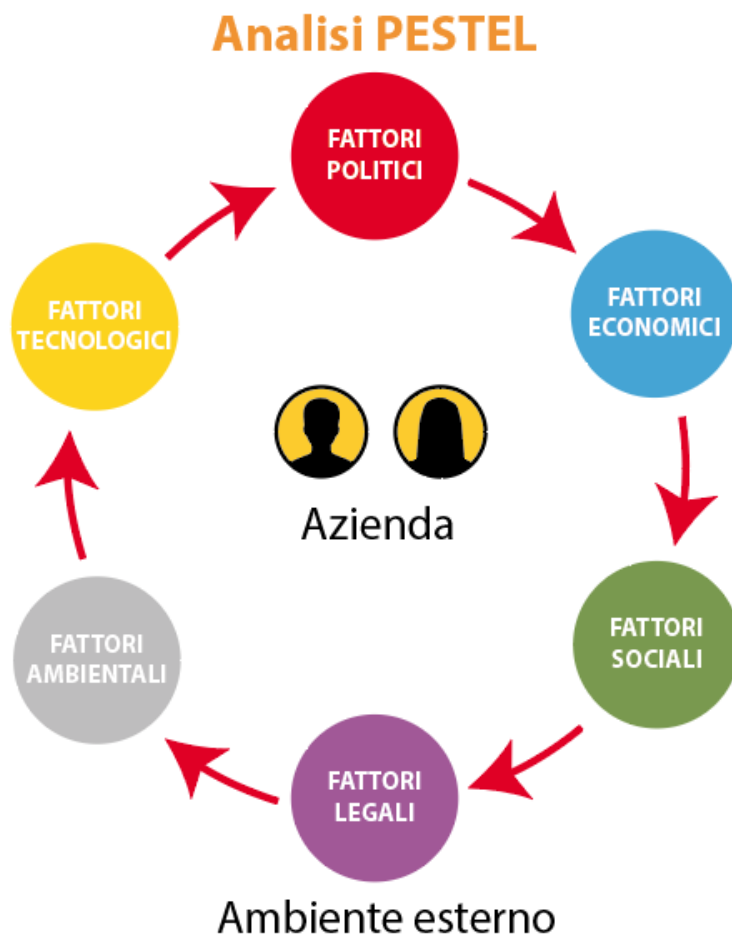 Analisi PESTEL
FATTORI
POLITICI
FATTORI
ECONOMICI
FATTORI
SOCIALI
FATTORI
LEGALI
FATTORI
AMBIENTALI
FATTORI
TECNOLOGICI
Azienda
Ambiente esterno